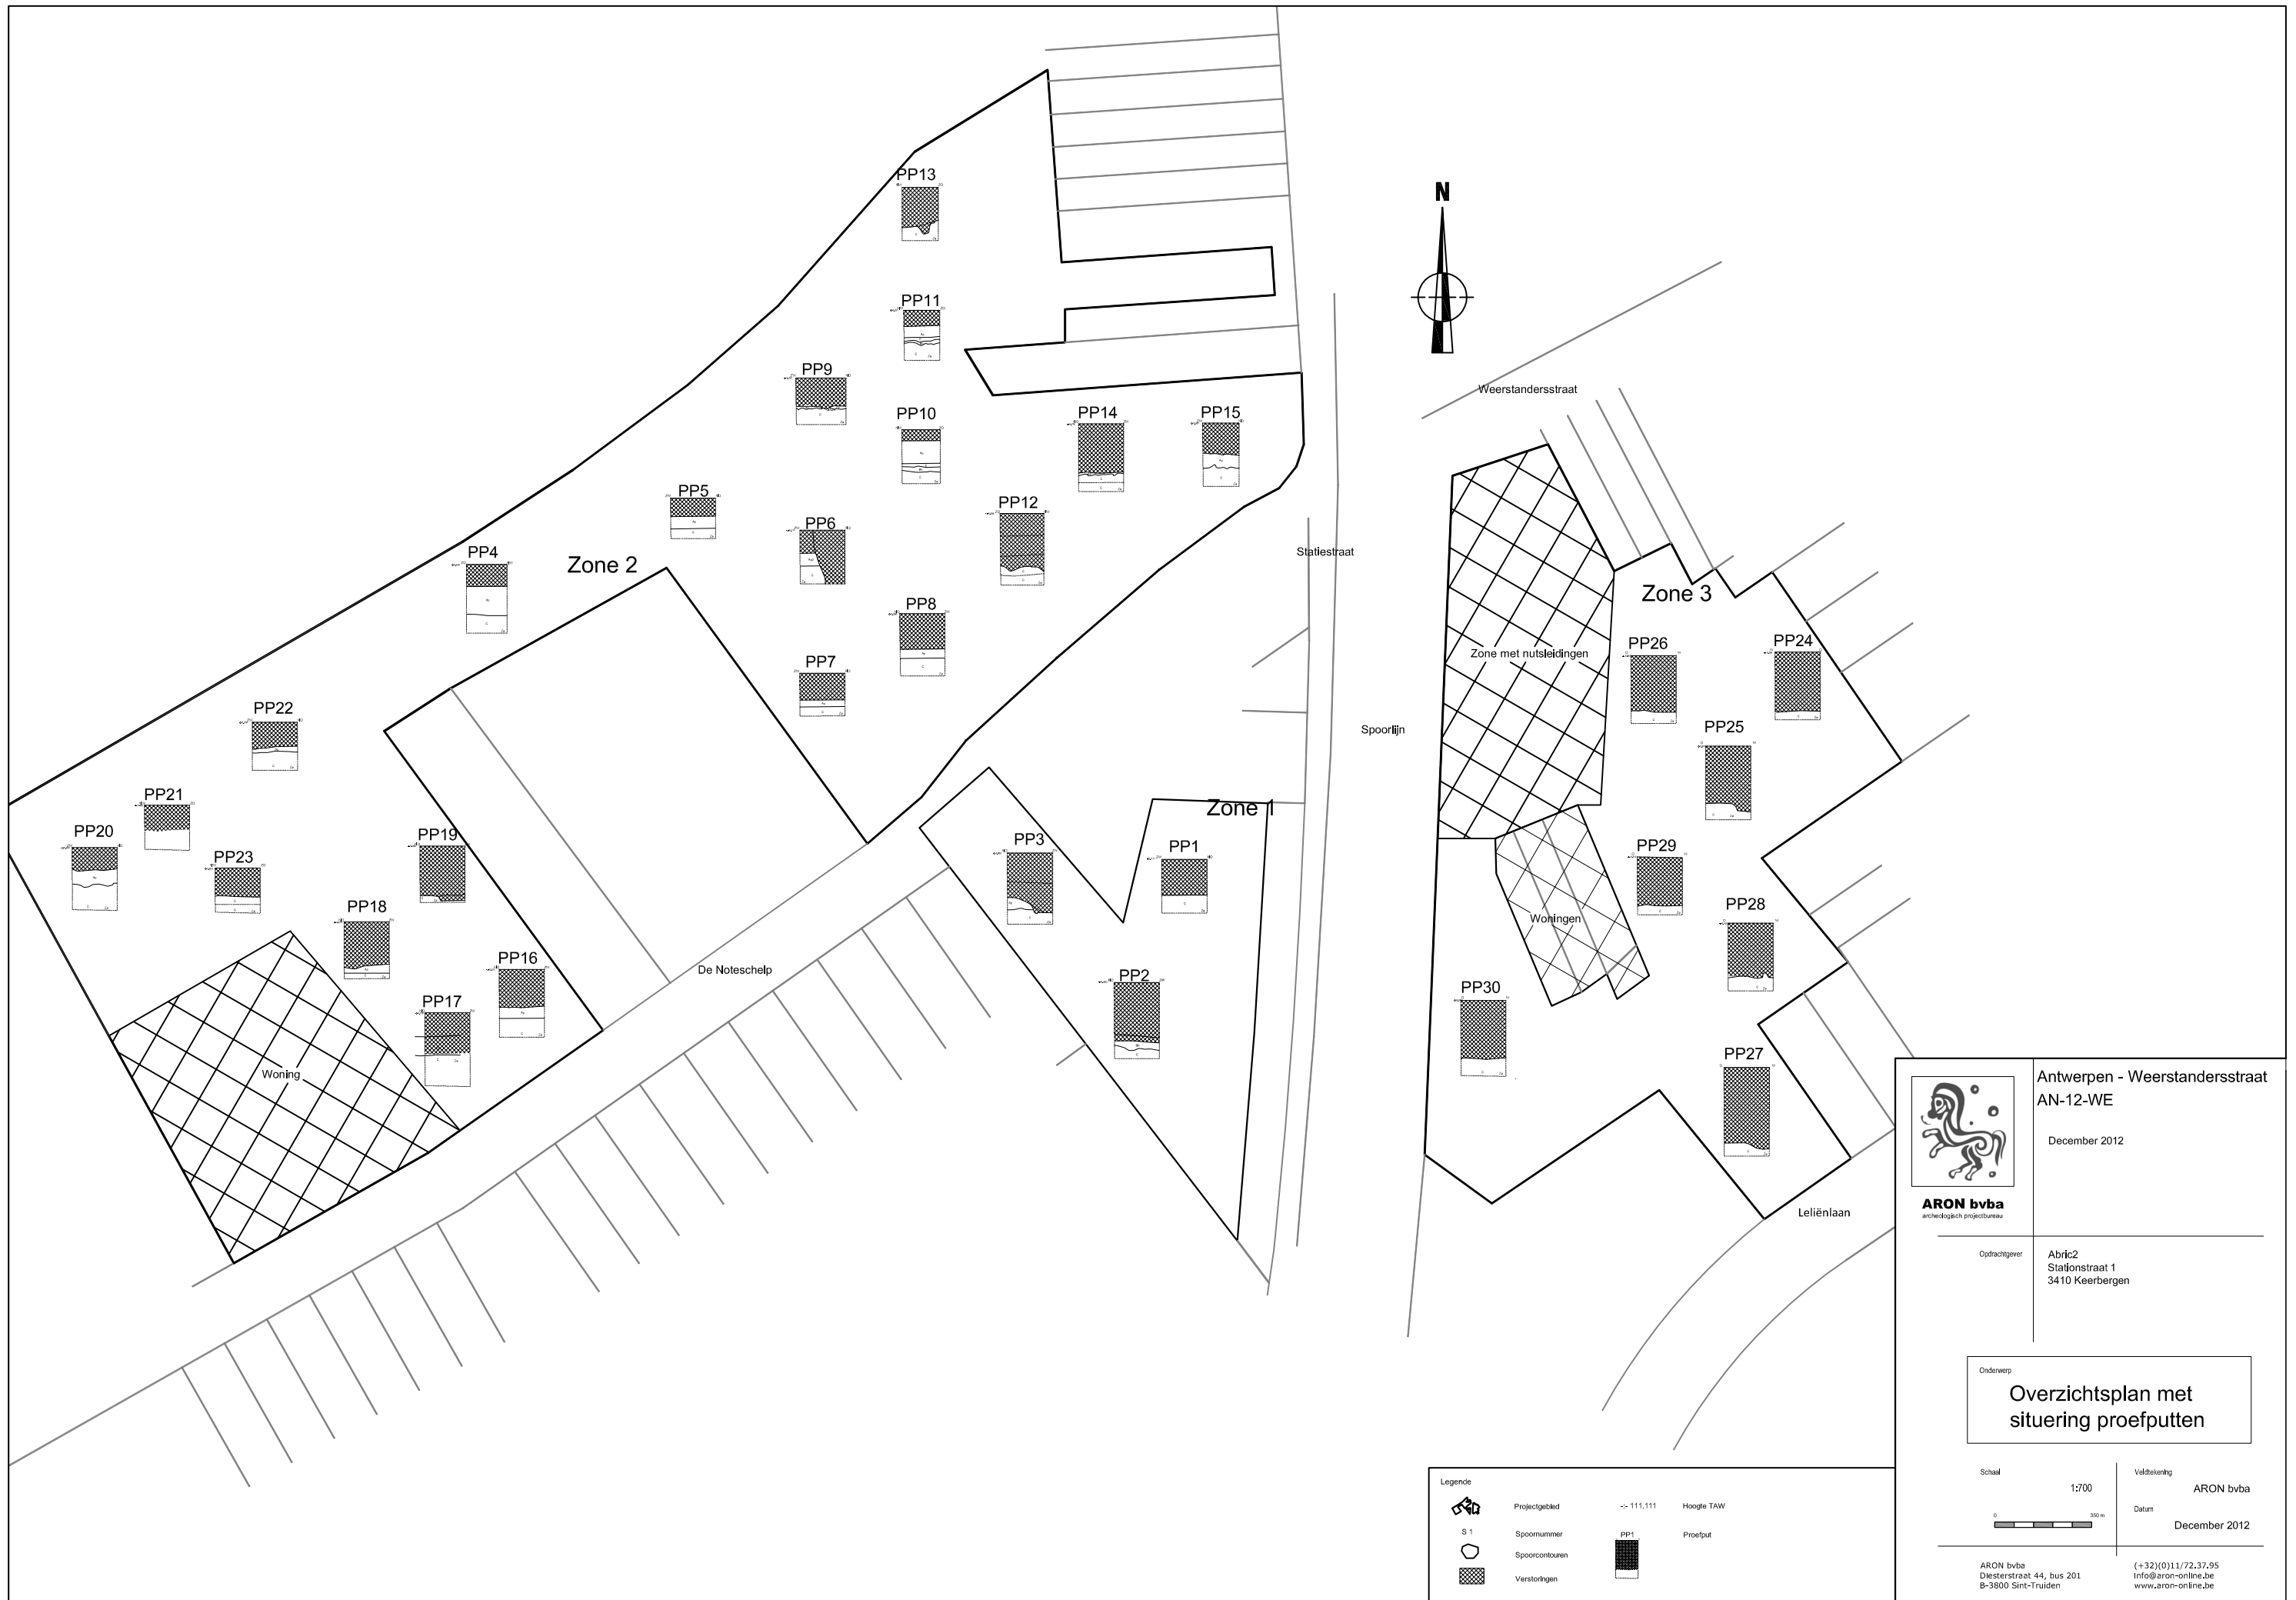 PP13
PP11
N
PP9
Weerstandersstraat
PP10
PP14
PP15
PP5
PP12
PP6
PP4
Zone 2
Statiestraat
Zone 3
PP8
PP26
PP24
Zone met nutsleidingen
PP7
PP22
PP25
Spoorlijn
PP21
Zone 1
PP20
PP19
PP3
PP1
PP29
PP23
PP18
PP28
Woningen
PP16
De Noteschelp
PP2
PP30
PP17
Woning
PP27
Leliënlaan
Antwerpen - Weerstandersstraat
AN-12-WE
December 2012
ARON bvba
archeologisch projectbureau
Opdrachtgever
Abric2
Stationstraat 1
3410 Keerbergen
Onderwerp
Overzichtsplan met
situering proefputten
Schaal
1:700
0 350 m
Veldtekening
ARON bvba
Datum
December 2012
ARON bvba
Diesterstraat 44, bus 201
B-3800 Sint-Truiden
(+32)(0)11/72.37.95
info@aron-online.be
www.aron-online.be
Legende
Projectgebied
-:- 111.111 Hoogte TAW
S 1 Spoornummer
PP1 Proefput
Spoorcontouren
Verstoringen